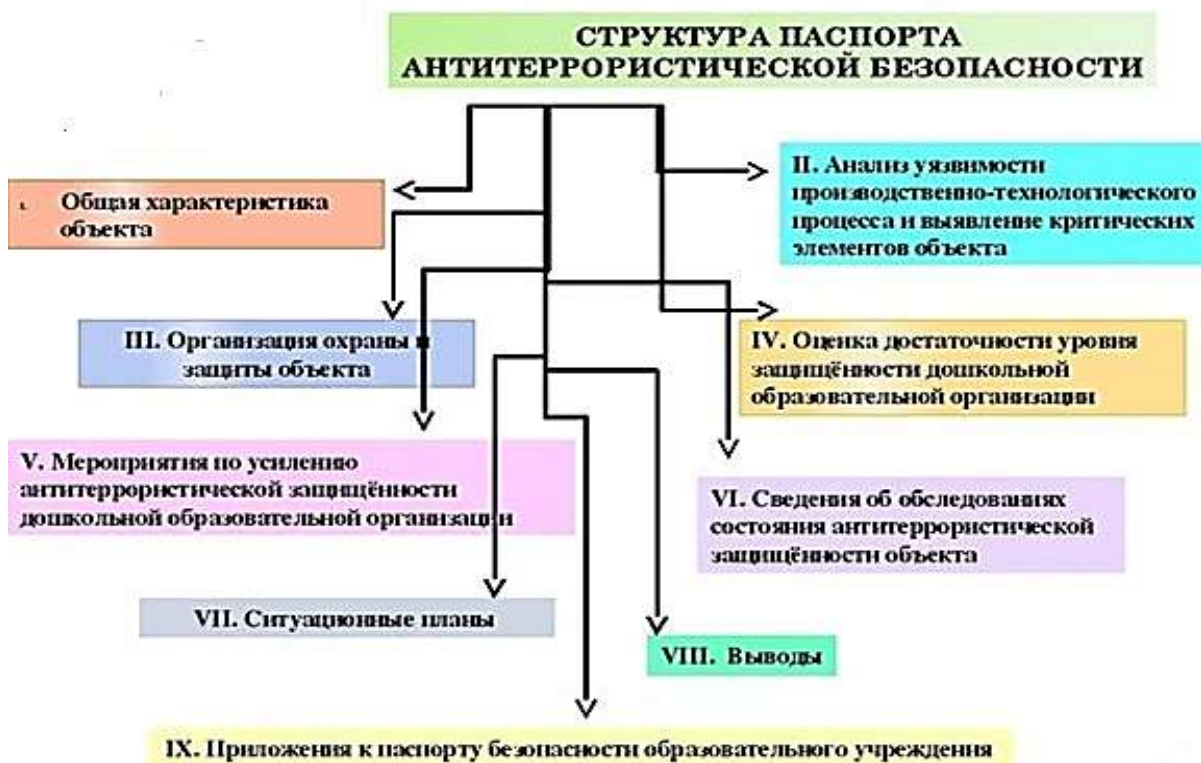 СТРУКТУРА ПАСПОРТА
АНТИТЕРРОРИСТИЧЕСКОЙ БЕЗОПАСНОСТИ
I. Общая характеристика
объекта
II. Анализ уязвимости
производственно-технологического
процесса и выявление критических
элементов объекта
III. Организация охраны и
защиты объекта
IV. Оценка достаточности уровня
защищённости дошкольной
образовательной организации
V. Мероприятия по усилению
антитеррористической защищённости
дошкольной образовательной организации
VI. Сведения об обследованиях
состояния антитеррористической
защищённости объекта
VII. Ситуационные планы
VIII. Выводы
IX. Приложения к паспорту безопасности образовательного учреждения